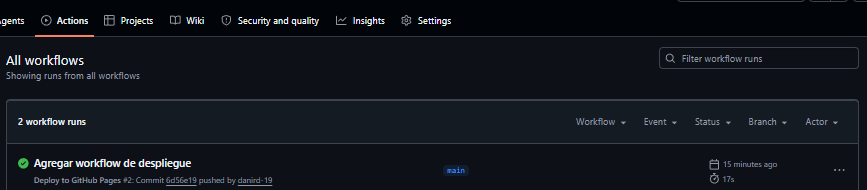 gents Actions Projects Wiki Security and quality Insights Settings
All workflows
Showing runs from all workflows
Filter workflow runs
2 workflow runs Workflow Event Status Branch Actor
Agregar workflow de despliegue
Deploy to GitHub Pages #2: Commit 6d56e19 pushed by danird-19
main
15 minutes ago
17s